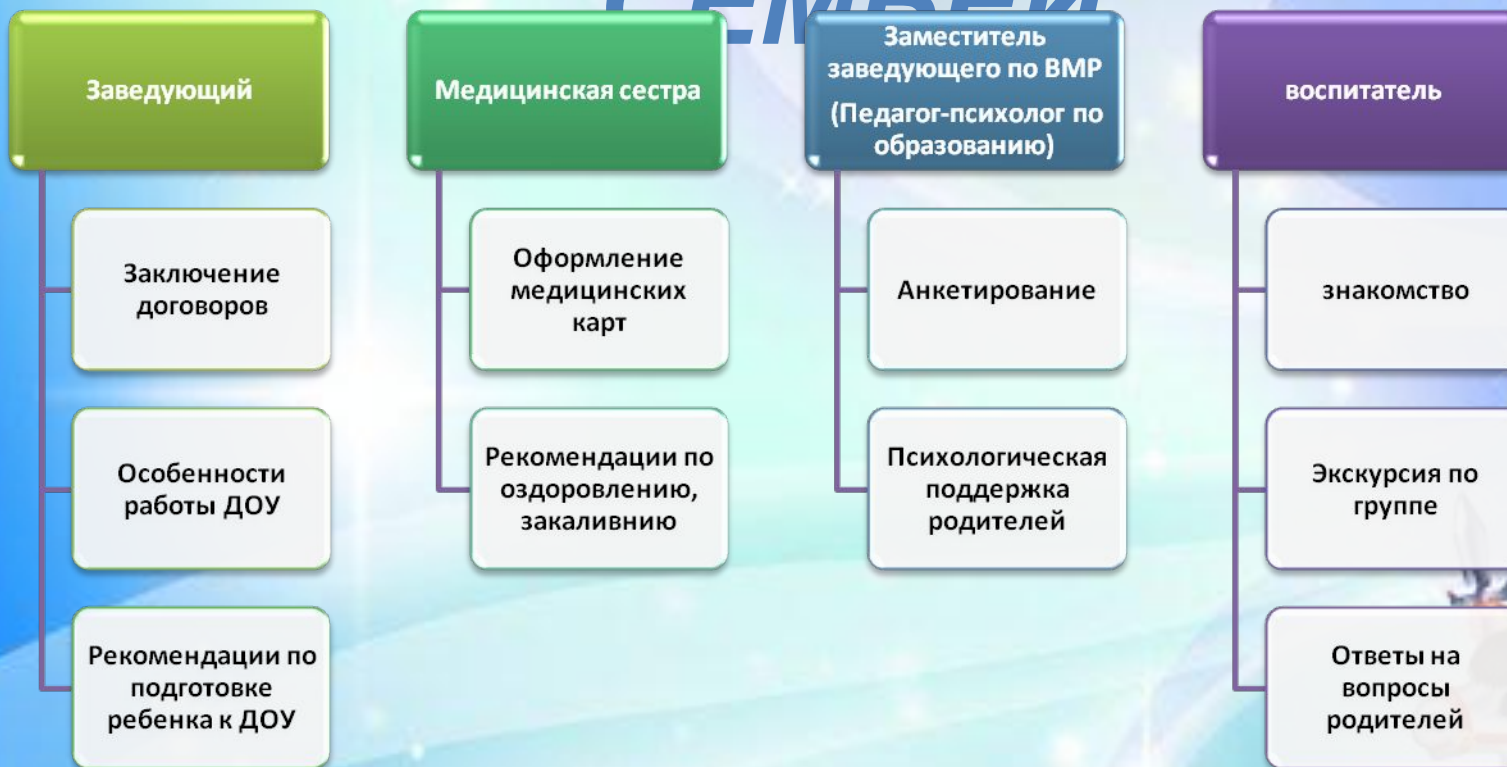 СЕМЬЕЙ
Заведующий
Заключение
договоров
Особенности
работы ДОУ
Рекомендации по
подготовке
ребенка к ДОУ
Медицинская сестра
Оформление
медицинских
карт
Рекомендации по
оздоровлению,
закаливнию
Заместитель
заведующего по ВМР
(Педагог-психолог по
образованию)
Анкетирование
Психологическая
поддержка
родителей
воспитатель
знакомство
Экскурсия по
группе
Ответы на
вопросы
родителей